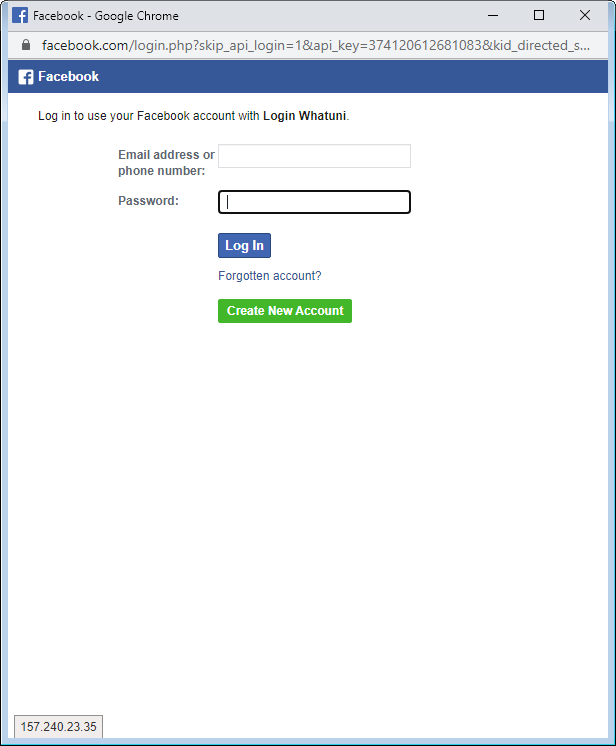 Facebook - Google Chrome
facebook.com/login.php?skip_api_login=1&api_key=374120612681083&kid_directed_s...
Facebook
Log in to use your Facebook account with Login Whatuni.
Email address or
phone number:
Password:
Log In
Forgotten account?
Create New Account
157.240.23.35